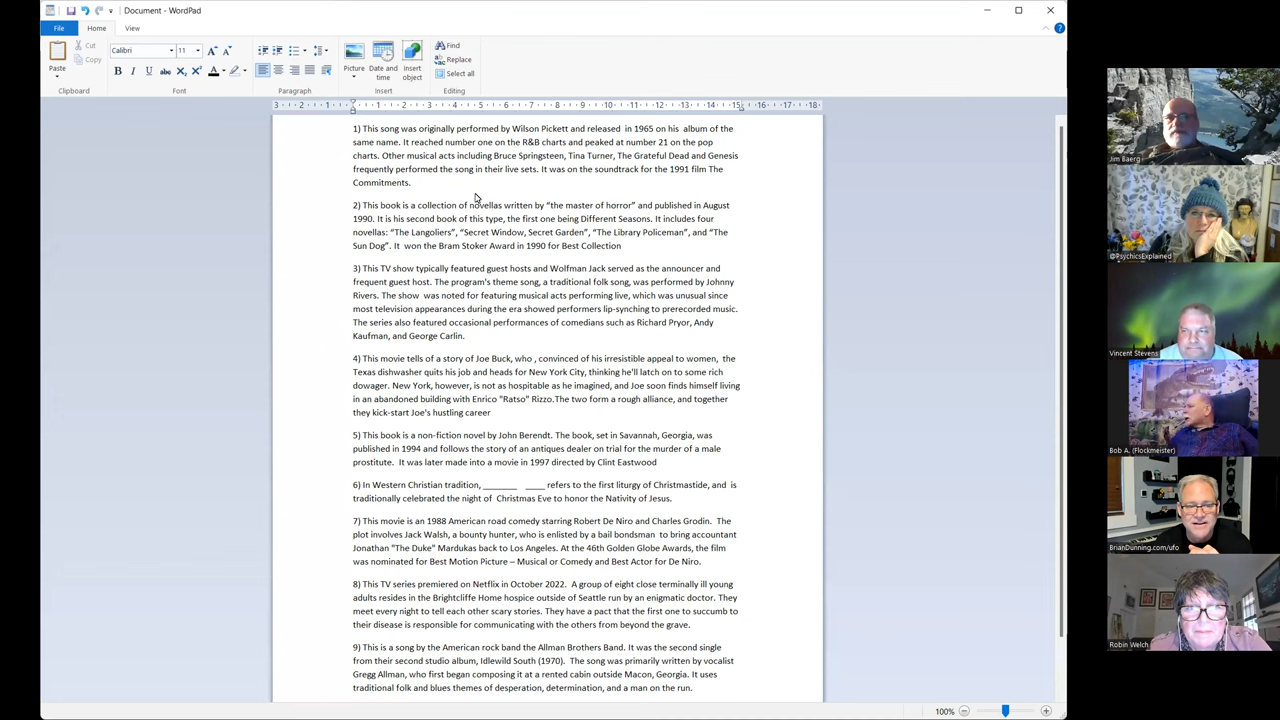 Document - WordPad
File
Home
View
Paste
Cut
Copy
Clipboard
Calibri
11
Font
Paragraph
Picture
Date and time
Insert object
Insert
Find
Replace
Select all
Editing
3 · 2 · 1 · 1 · 2 · 3 · 4 · 5 · 6 · 7 · 8 · 9 · 10 · 11 · 12 · 13 · 14 · 15 · 16 · 17 · 18
1) This song was originally performed by Wilson Pickett and released in 1965 on his album of the
same name. It reached number one on the R&B charts and peaked at number 21 on the pop
charts. Other musical acts including Bruce Springsteen, Tina Turner, The Grateful Dead and Genesis
frequently performed the song in their live sets. It was on the soundtrack for the 1991 film The
Commitments.
2) This book is a collection of novellas written by “the master of horror” and published in August
1990. It is his second book of this type, the first one being Different Seasons. It includes four
novellas: “The Langoliers”, “Secret Window, Secret Garden”, “The Library Policeman”, and “The
Sun Dog”. It won the Bram Stoker Award in 1990 for Best Collection
3) This TV show typically featured guest hosts and Wolfman Jack served as the announcer and
frequent guest host. The program's theme song, a traditional folk song, was performed by Johnny
Rivers. The show was noted for featuring musical acts performing live, which was unusual since
most television appearances during the era showed performers lip-synching to prerecorded music.
The series also featured occasional performances of comedians such as Richard Pryor, Andy
Kaufman, and George Carlin.
4) This movie tells of a story of Joe Buck, who , convinced of his irresistible appeal to women, the
Texas dishwasher quits his job and heads for New York City, thinking he'll latch on to some rich
dowager. New York, however, is not as hospitable as he imagined, and Joe soon finds himself living
in an abandoned building with Enrico "Ratso" Rizzo.The two form a rough alliance, and together
they kick-start Joe's hustling career
5) This book is a non-fiction novel by John Berendt. The book, set in Savannah, Georgia, was
published in 1994 and follows the story of an antiques dealer on trial for the murder of a male
prostitute. It was later made into a movie in 1997 directed by Clint Eastwood
6) In Western Christian tradition, _______ ____ refers to the first liturgy of Christmastide, and is
traditionally celebrated the night of Christmas Eve to honor the Nativity of Jesus.
7) This movie is an 1988 American road comedy starring Robert De Niro and Charles Grodin. The
plot involves Jack Walsh, a bounty hunter, who is enlisted by a bail bondsman to bring accountant
Jonathan "The Duke" Mardukas back to Los Angeles. At the 46th Golden Globe Awards, the film
was nominated for Best Motion Picture – Musical or Comedy and Best Actor for De Niro.
8) This TV series premiered on Netflix in October 2022. A group of eight close terminally ill young
adults resides in the Brightcliffe Home hospice outside of Seattle run by an enigmatic doctor. They
meet every night to tell each other scary stories. They have a pact that the first one to succumb to
their disease is responsible for communicating with the others from beyond the grave.
9) This is a song by the American rock band the Allman Brothers Band. It was the second single
from their second studio album, Idlewild South (1970). The song was primarily written by vocalist
Gregg Allman, who first began composing it at a rented cabin outside Macon, Georgia. It uses
traditional folk and blues themes of desperation, determination, and a man on the run.
100%
Jim Baerg
@PsychicsExplained
Vincent Stevens
Bob A. (Flockmeister)
BrianDunning.com/ufo
Robin Welch